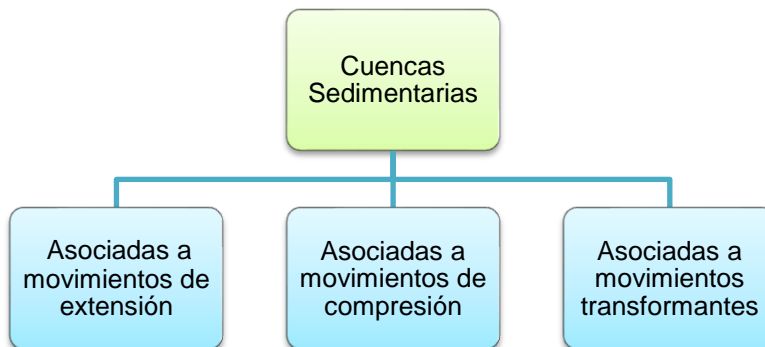 Cuencas
Sedimentarias
Asociadas a
movimientos de
extensión
Asociadas a
movimientos de
compresión
Asociadas a
movimientos
transformantes